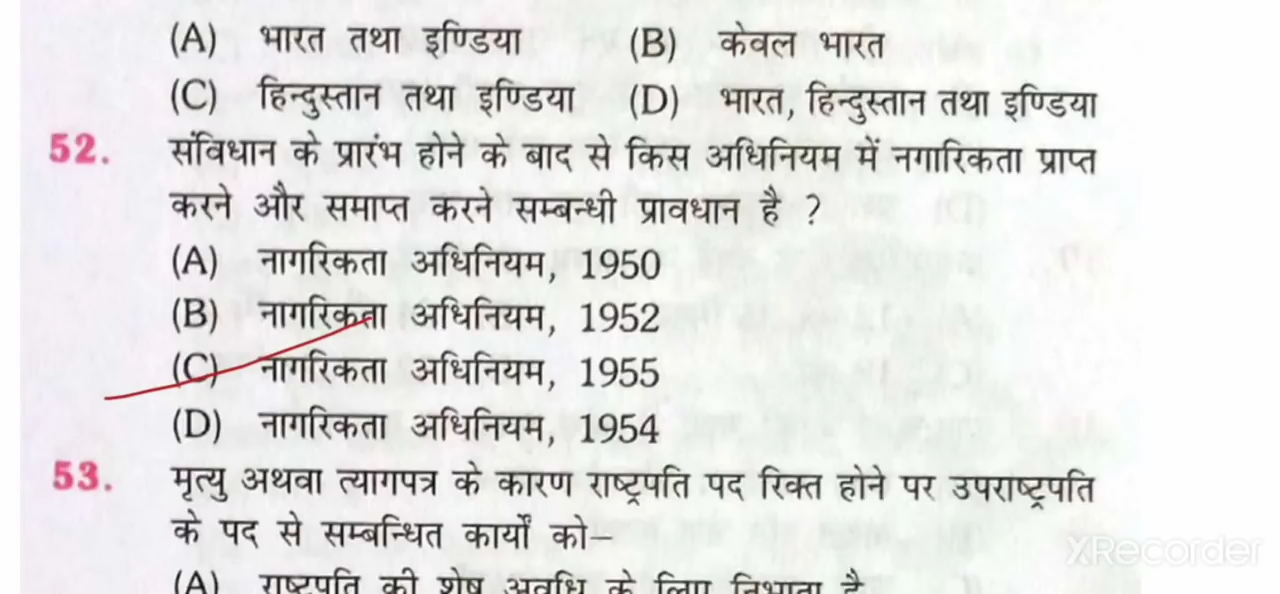 (A) भारत तथा इण्डिया (B) केवल भारत
(C) हिन्दुस्तान तथा इण्डिया (D) भारत, हिन्दुस्तान तथा इण्डिया
52. संविधान के प्रारंभ होने के बाद से किस अधिनियम में नगारिकता प्राप्त
करने और समाप्त करने सम्बन्धी प्रावधान है ?
(A) नागरिकता अधिनियम, 1950
(B) नागरिकता अधिनियम, 1952
(C) नागरिकता अधिनियम, 1955
(D) नागरिकता अधिनियम, 1954
53. मृत्यु अथवा त्यागपत्र के कारण राष्ट्रपति पद रिक्त होने पर उपराष्ट्रपति
के पद से सम्बन्धित कार्यों को–
(A) राष्ट्रपति की शेष अवधि के लिए निभाता है
XRecorder